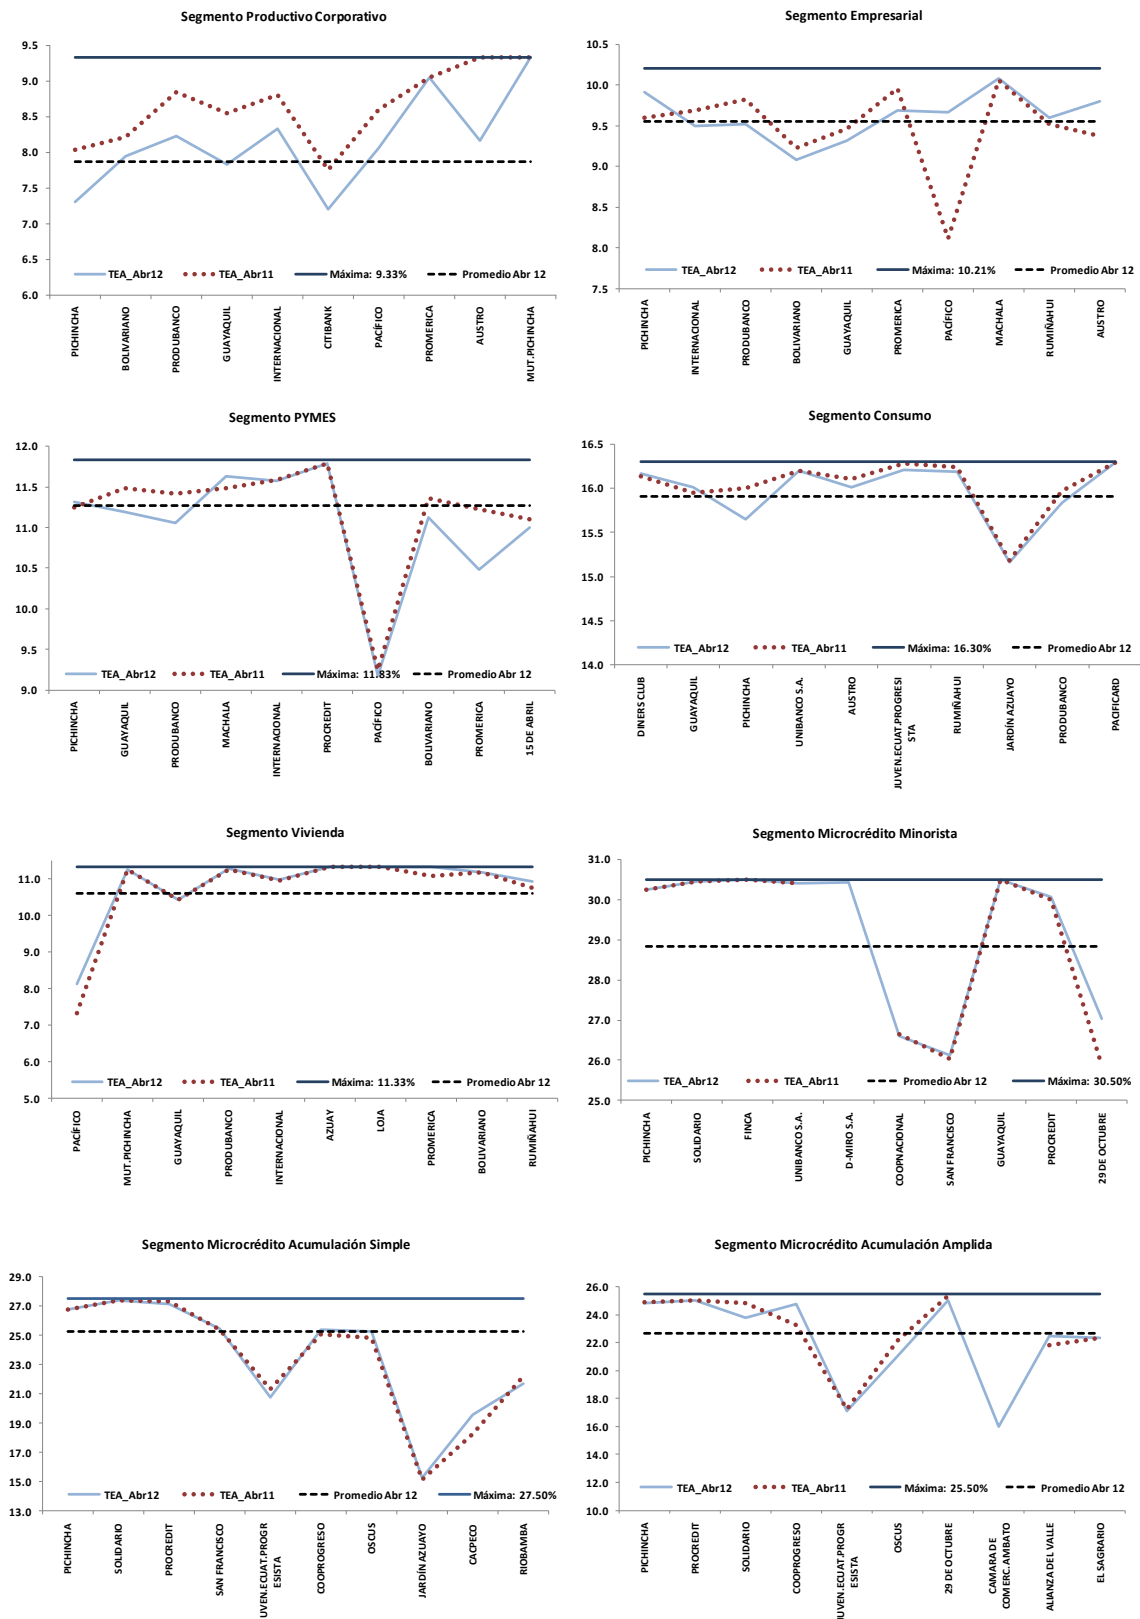 Segmento Productivo Corporativo
9.5
9.0
8.5
8.0
7.5
7.0
6.5
6.0
TEA_Abr12 TEA_Abr11 Máxima: 9.33% Promedio Abr 12
PICHINCHA
BOLIVARIANO
PRODUBANCO
GUAYAQUIL
INTERNACIONAL
CITIBANK
PACÍFICO
PROMERICA
AUSTRO
MUT.PICHINCHA
Segmento Empresarial
10.5
10.0
9.5
9.0
8.5
8.0
7.5
TEA_Abr12 TEA_Abr11 Máxima: 10.21% Promedio Abr 12
PICHINCHA
INTERNACIONAL
PRODUBANCO
BOLIVARIANO
GUAYAQUIL
PROMERICA
PACÍFICO
MACHALA
RUMIÑAHUI
AUSTRO
Segmento PYMES
12.0
11.5
11.0
10.5
10.0
9.5
9.0
TEA_Abr12 TEA_Abr11 Máxima: 11.83% Promedio Abr 12
PICHINCHA
GUAYAQUIL
PRODUBANCO
MACHALA
INTERNACIONAL
PROCREDIT
PACÍFICO
BOLIVARIANO
PROMERICA
15 DE ABRIL
Segmento Consumo
16.5
16.0
15.5
15.0
14.5
14.0
TEA_Abr12 TEA_Abr11 Máxima: 16.30% Promedio Abr 12
DINERS CLUB
GUAYAQUIL
PICHINCHA
UNIBANCO S.A.
AUSTRO
JUVEN.ECUAT.PROGRESI
STA
RUMIÑAHUI
JARDÍN AZUAYO
PRODUBANCO
PACIFICARD
Segmento Vivienda
11.0
10.0
9.0
8.0
7.0
6.0
5.0
TEA_Abr12 TEA_Abr11 Máxima: 11.33% Promedio Abr 12
PACÍFICO
MUT.PICHINCHA
GUAYAQUIL
PRODUBANCO
INTERNACIONAL
AZUAY
LOJA
PROMERICA
BOLIVARIANO
RUMIÑAHUI
Segmento Microcrédito Minorista
31.0
30.0
29.0
28.0
27.0
26.0
25.0
TEA_Abr12 TEA_Abr11 Promedio Abr 12 Máxima: 30.50%
PICHINCHA
SOLIDARIO
FINCA
UNIBANCO S.A.
D-MIRO S.A.
COOPNACIONAL
SAN FRANCISCO
GUAYAQUIL
PROCREDIT
29 DE OCTUBRE
Segmento Microcrédito Acumulación Simple
29.0
27.0
25.0
23.0
21.0
19.0
17.0
15.0
13.0
TEA_Abr12 TEA_Abr11 Promedio Abr 12 Máxima: 27.50%
PICHINCHA
SOLIDARIO
PROCREDIT
SAN FRANCISCO
UVEN.ECUAT.PROGR
ESISTA
COOPROGRESO
OSCUS
JARDÍN AZUAYO
CACPECO
RIOBAMBA
Segmento Microcrédito Acumulación Amplida
26.0
24.0
22.0
20.0
18.0
16.0
14.0
12.0
10.0
TEA_Abr12 TEA_Abr11 Máxima: 25.50% Promedio Abr 12
PICHINCHA
PROCREDIT
SOLIDARIO
COOPROGRESO
JUVEN.ECUAT.PROGR
ESISTA
OSCUS
29 DE OCTUBRE
CAMARA DE
COMERC.AMBATO
ALIANZA DEL VALLE
EL SAGRARIO